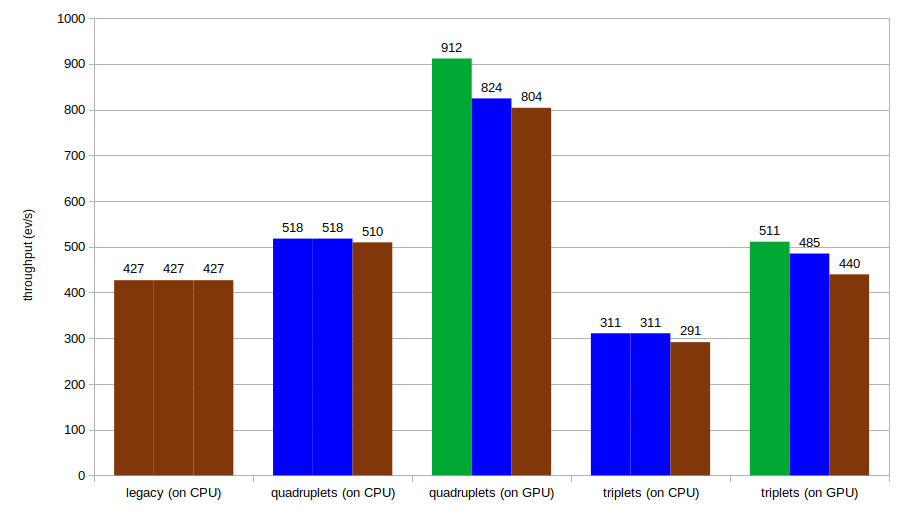 1000
900
800
700
600
500
400
300
200
100
0
throughput (ev/s)
427 427 427
518 518 510
912 824 804
311 311 291
511 485 440
legacy (on CPU)
quadruplets (on CPU)
quadruplets (on GPU)
triplets (on CPU)
triplets (on GPU)